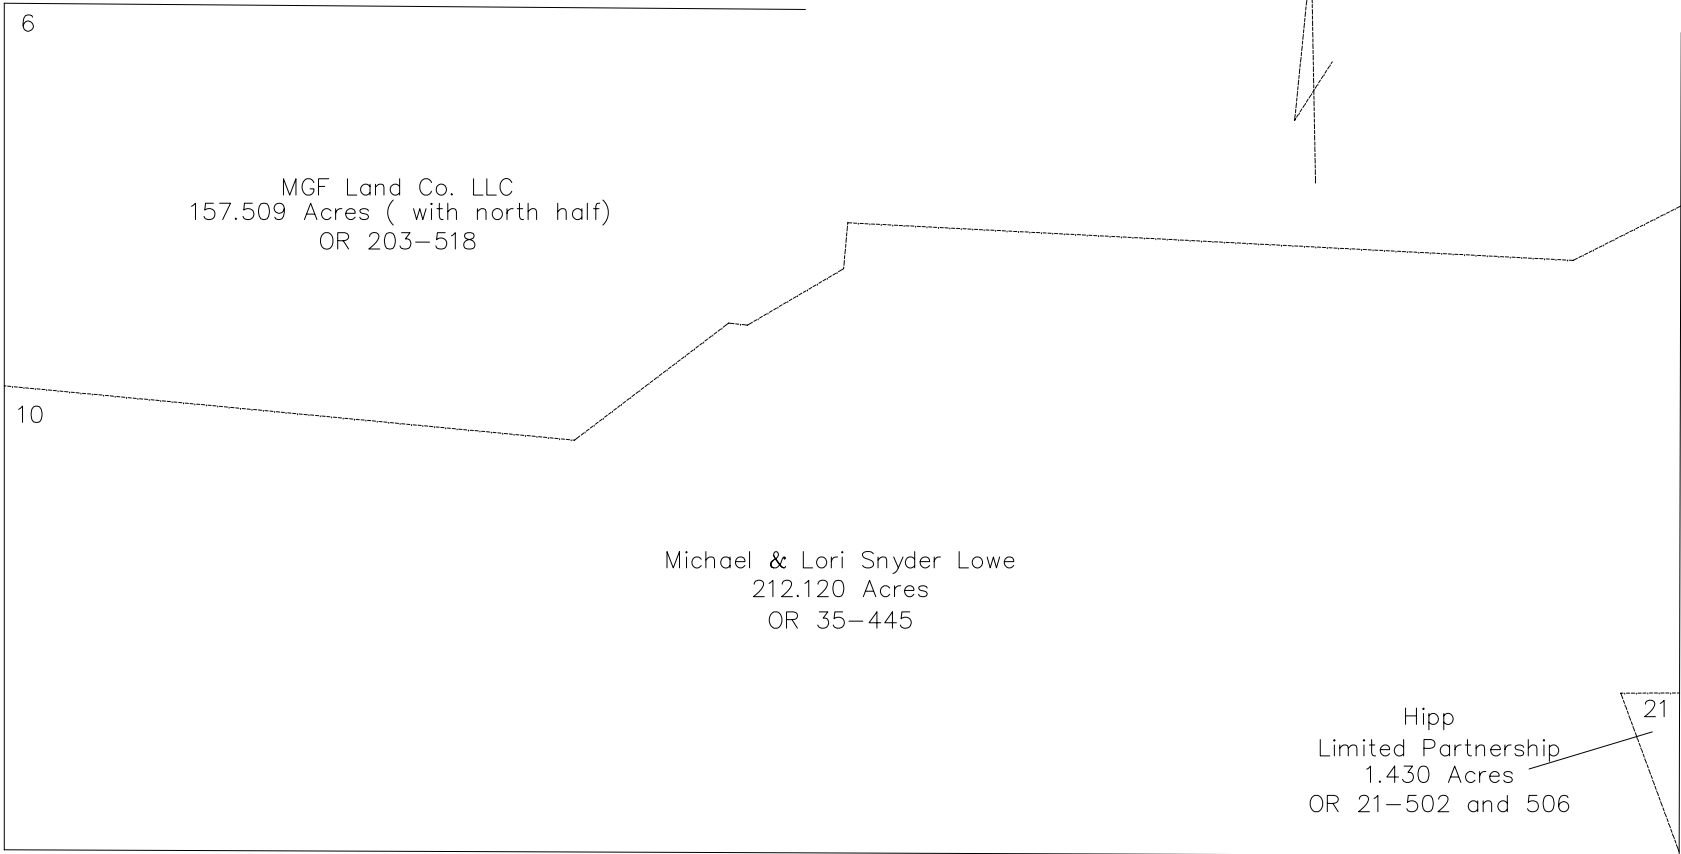 6
MGF Land Co. LLC
157.509 Acres ( with north half)
OR 203-518
10
Michael & Lori Snyder Lowe
212.120 Acres
OR 35-445
21
Hipp
Limited Partnership
1.430 Acres
OR 21-502 and 506